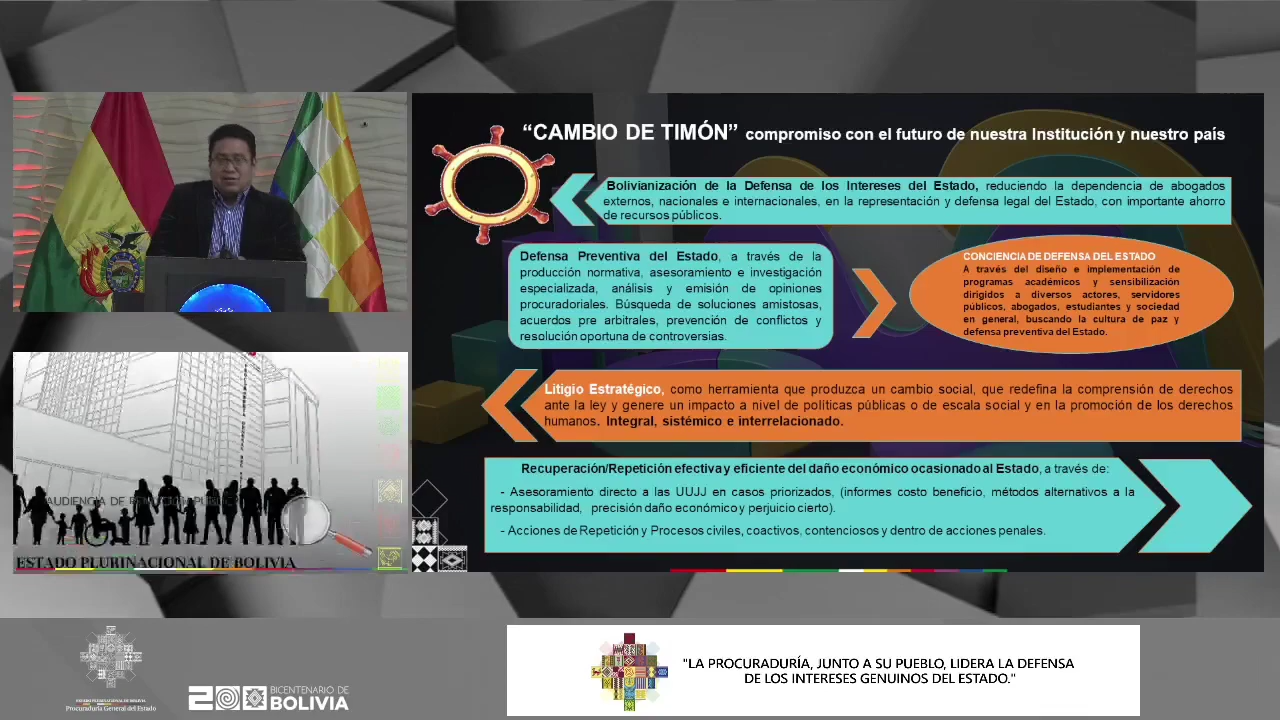 “CAMBIO DE TIMÓN” compromiso con el futuro de nuestra Institución y nuestro país
Bolivianización de la Defensa de los Intereses del Estado, reduciendo la dependencia de abogados
externos, nacionales e internacionales, en la representación y defensa legal del Estado, con importante ahorro
de recursos públicos.
Defensa Preventiva del Estado, a través de la
producción normativa, asesoramiento e investigación
especializada, análisis y emisión de opiniones
procuradoriales. Búsqueda de soluciones amistosas,
acuerdos pre arbitrales, prevención de conflictos y
resolución oportuna de controversias.
CONCIENCIA DE DEFENSA DEL ESTADO
A través del diseño e implementación de
programas académicos y sensibilización
dirigidos a diversos actores, servidores
públicos, abogados, estudiantes y sociedad
en general, buscando la cultura de paz y
defensa preventiva del Estado.
Litigio Estratégico, como herramienta que produzca un cambio social, que redefina la comprensión de derechos
ante la ley y genere un impacto a nivel de políticas públicas o de escala social y en la promoción de los derechos
humanos. Integral, sistémico e interrelacionado.
Recuperación/Repetición efectiva y eficiente del daño económico ocasionado al Estado, a través de:
- Asesoramiento directo a las UUJJ en casos priorizados, (informes costo beneficio, métodos alternativos a la
responsabilidad, precisión daño económico y perjuicio cierto).
- Acciones de Repetición y Procesos civiles, coactivos, contenciosos y dentro de acciones penales.
AUDIENCIA DE
ESTADO PLURINACIONAL DE BOLIVIA
ESTADO PLURINACIONAL DE BOLIVIA
Procuraduría General del Estado
200 BICENTENARIO DE
BOLIVIA
"LA PROCURADURÍA, JUNTO A SU PUEBLO, LIDERA LA DEFENSA
DE LOS INTERESES GENUINOS DEL ESTADO."